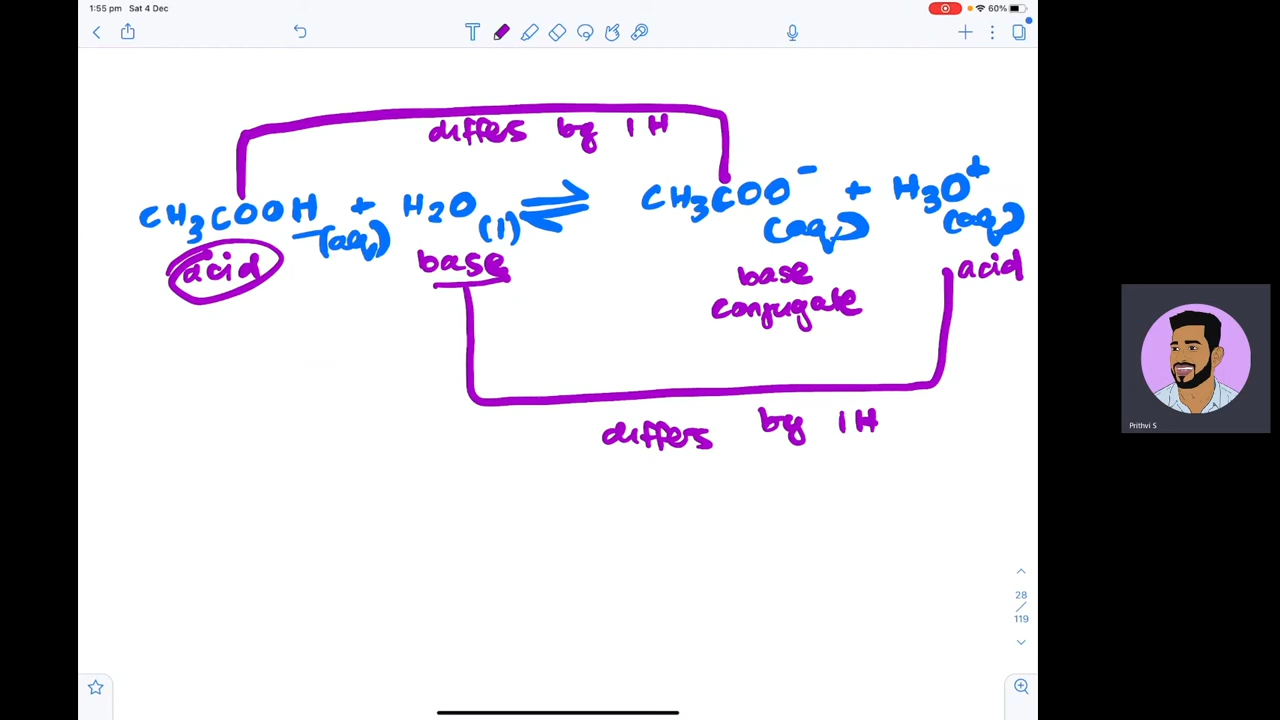 1:55 pm Sat 4 Dec
60%
differs by 1 H
CH3COOH (aq) + H2O (l) ⇌ CH3COO⁻ (aq) + H3O⁺ (aq)
acid base base acid
conjugate
differs by 1H
Prithvi S
28
/
119